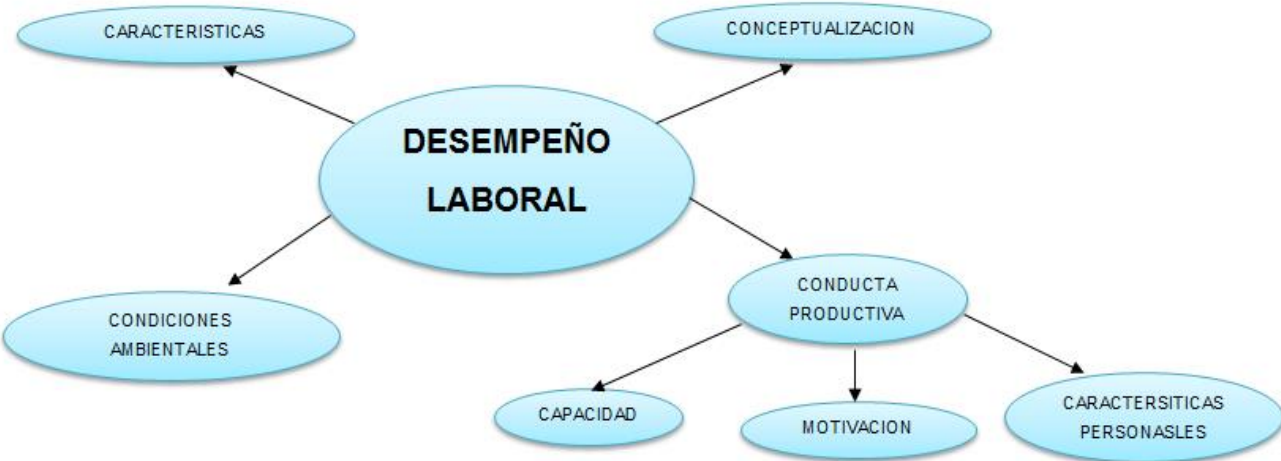 CARACTERISTICAS
CONCEPTUALIZACION
DESEMPEÑO
LABORAL
CONDICIONES
AMBIENTALES
CONDUCTA
PRODUCTIVA
CAPACIDAD
MOTIVACION
CARACTERSITICAS
PERSONASLES